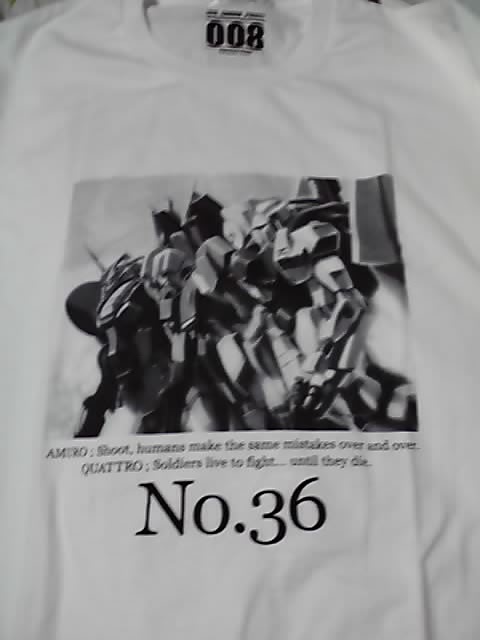 008
AMURO ; Shoot, humans make the same mistakes over and over.
QUATTRO ; Soldiers live to fight... until they die.
No.36